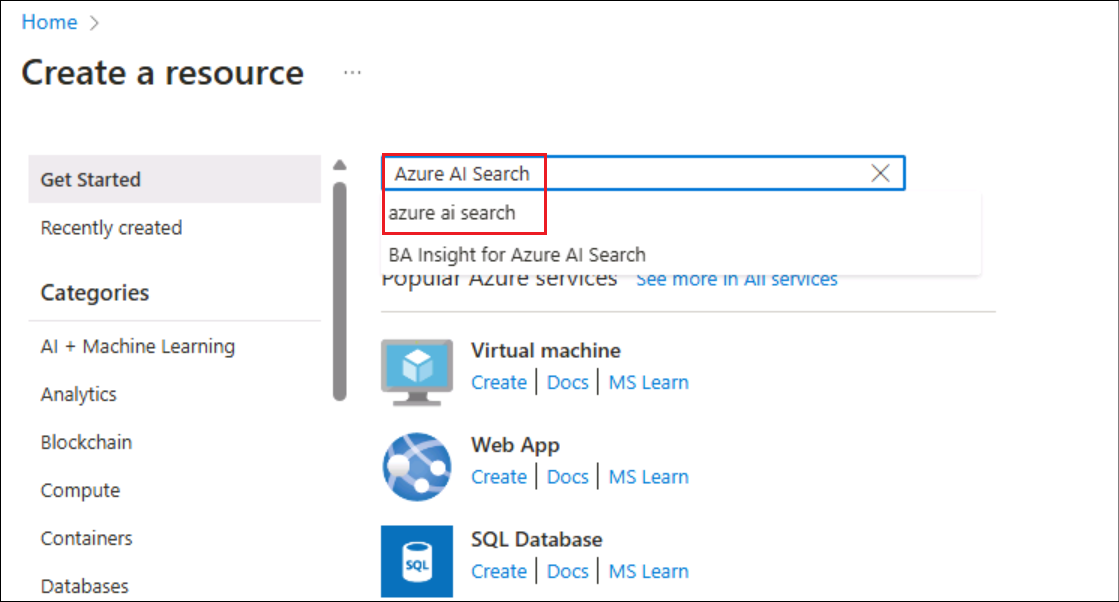 Home >
Create a resource ...
Get Started
Recently created
Categories
AI + Machine Learning
Analytics
Blockchain
Compute
Containers
Databases
Azure AI Search
azure ai search
BA Insight for Azure AI Search
Popular Azure services See more in All services
Virtual machine
Create | Docs | MS Learn
Web App
Create | Docs | MS Learn
SQL
SQL Database
Create | Docs | MS Learn